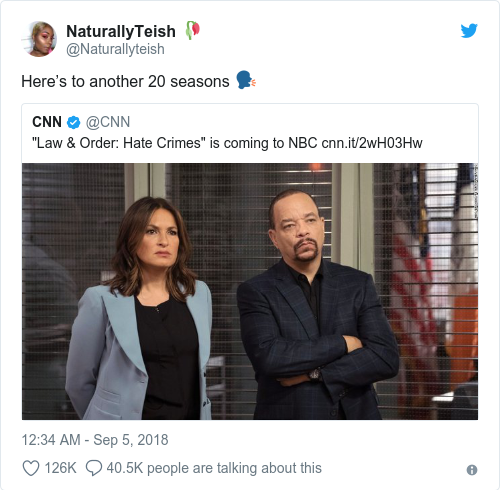 NaturallyTeish
@Naturallyteish
Here’s to another 20 seasons
CNN @CNN
"Law & Order: Hate Crimes" is coming to NBC cnn.it/2wH03Hw
12:34 AM - Sep 5, 2018
126K 40.5K people are talking about this